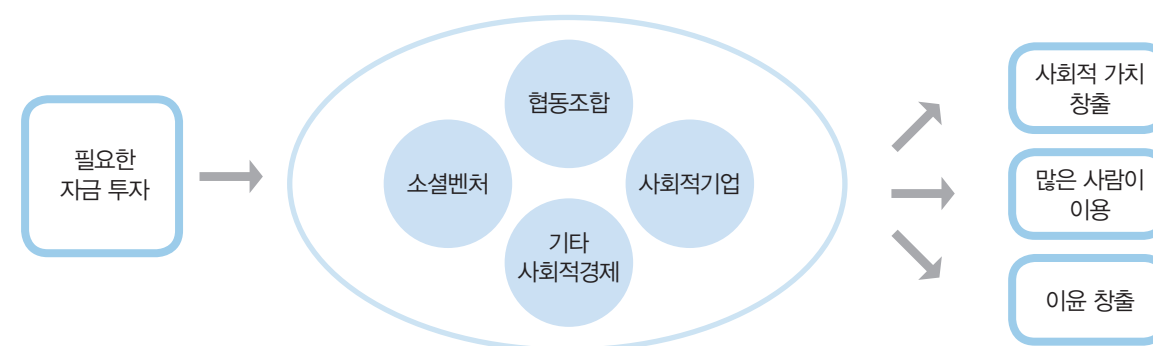 필요한
자금 투자
협동조합
소셜벤처
사회적기업
기타
사회적경제
사회적 가치
창출
많은 사람이
이용
이윤 창출